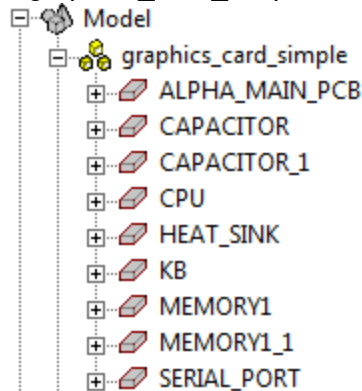 Model
graphics_card_simple
ALPHA_MAIN_PCB
CAPACITOR
CAPACITOR_1
CPU
HEAT_SINK
KB
MEMORY1
MEMORY1_1
SERIAL_PORT